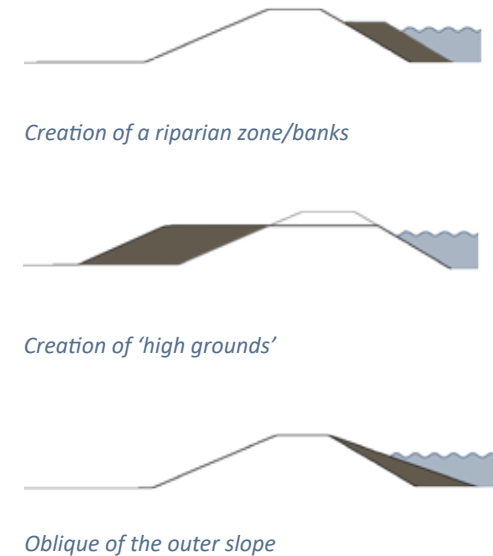 Creation of a riparian zone/banks
Creation of ‘high grounds’
Oblique of the outer slope